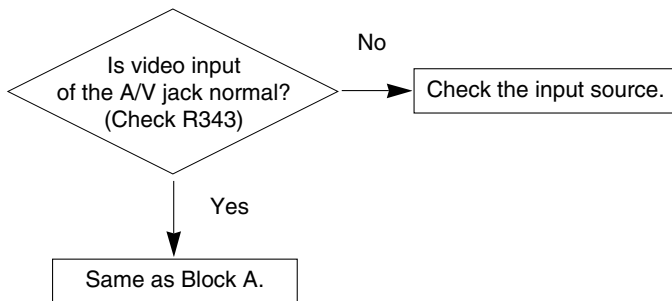 Is video input
of the A/V jack normal?
(Check R343)
No
Check the input source.
Yes
Same as Block A.